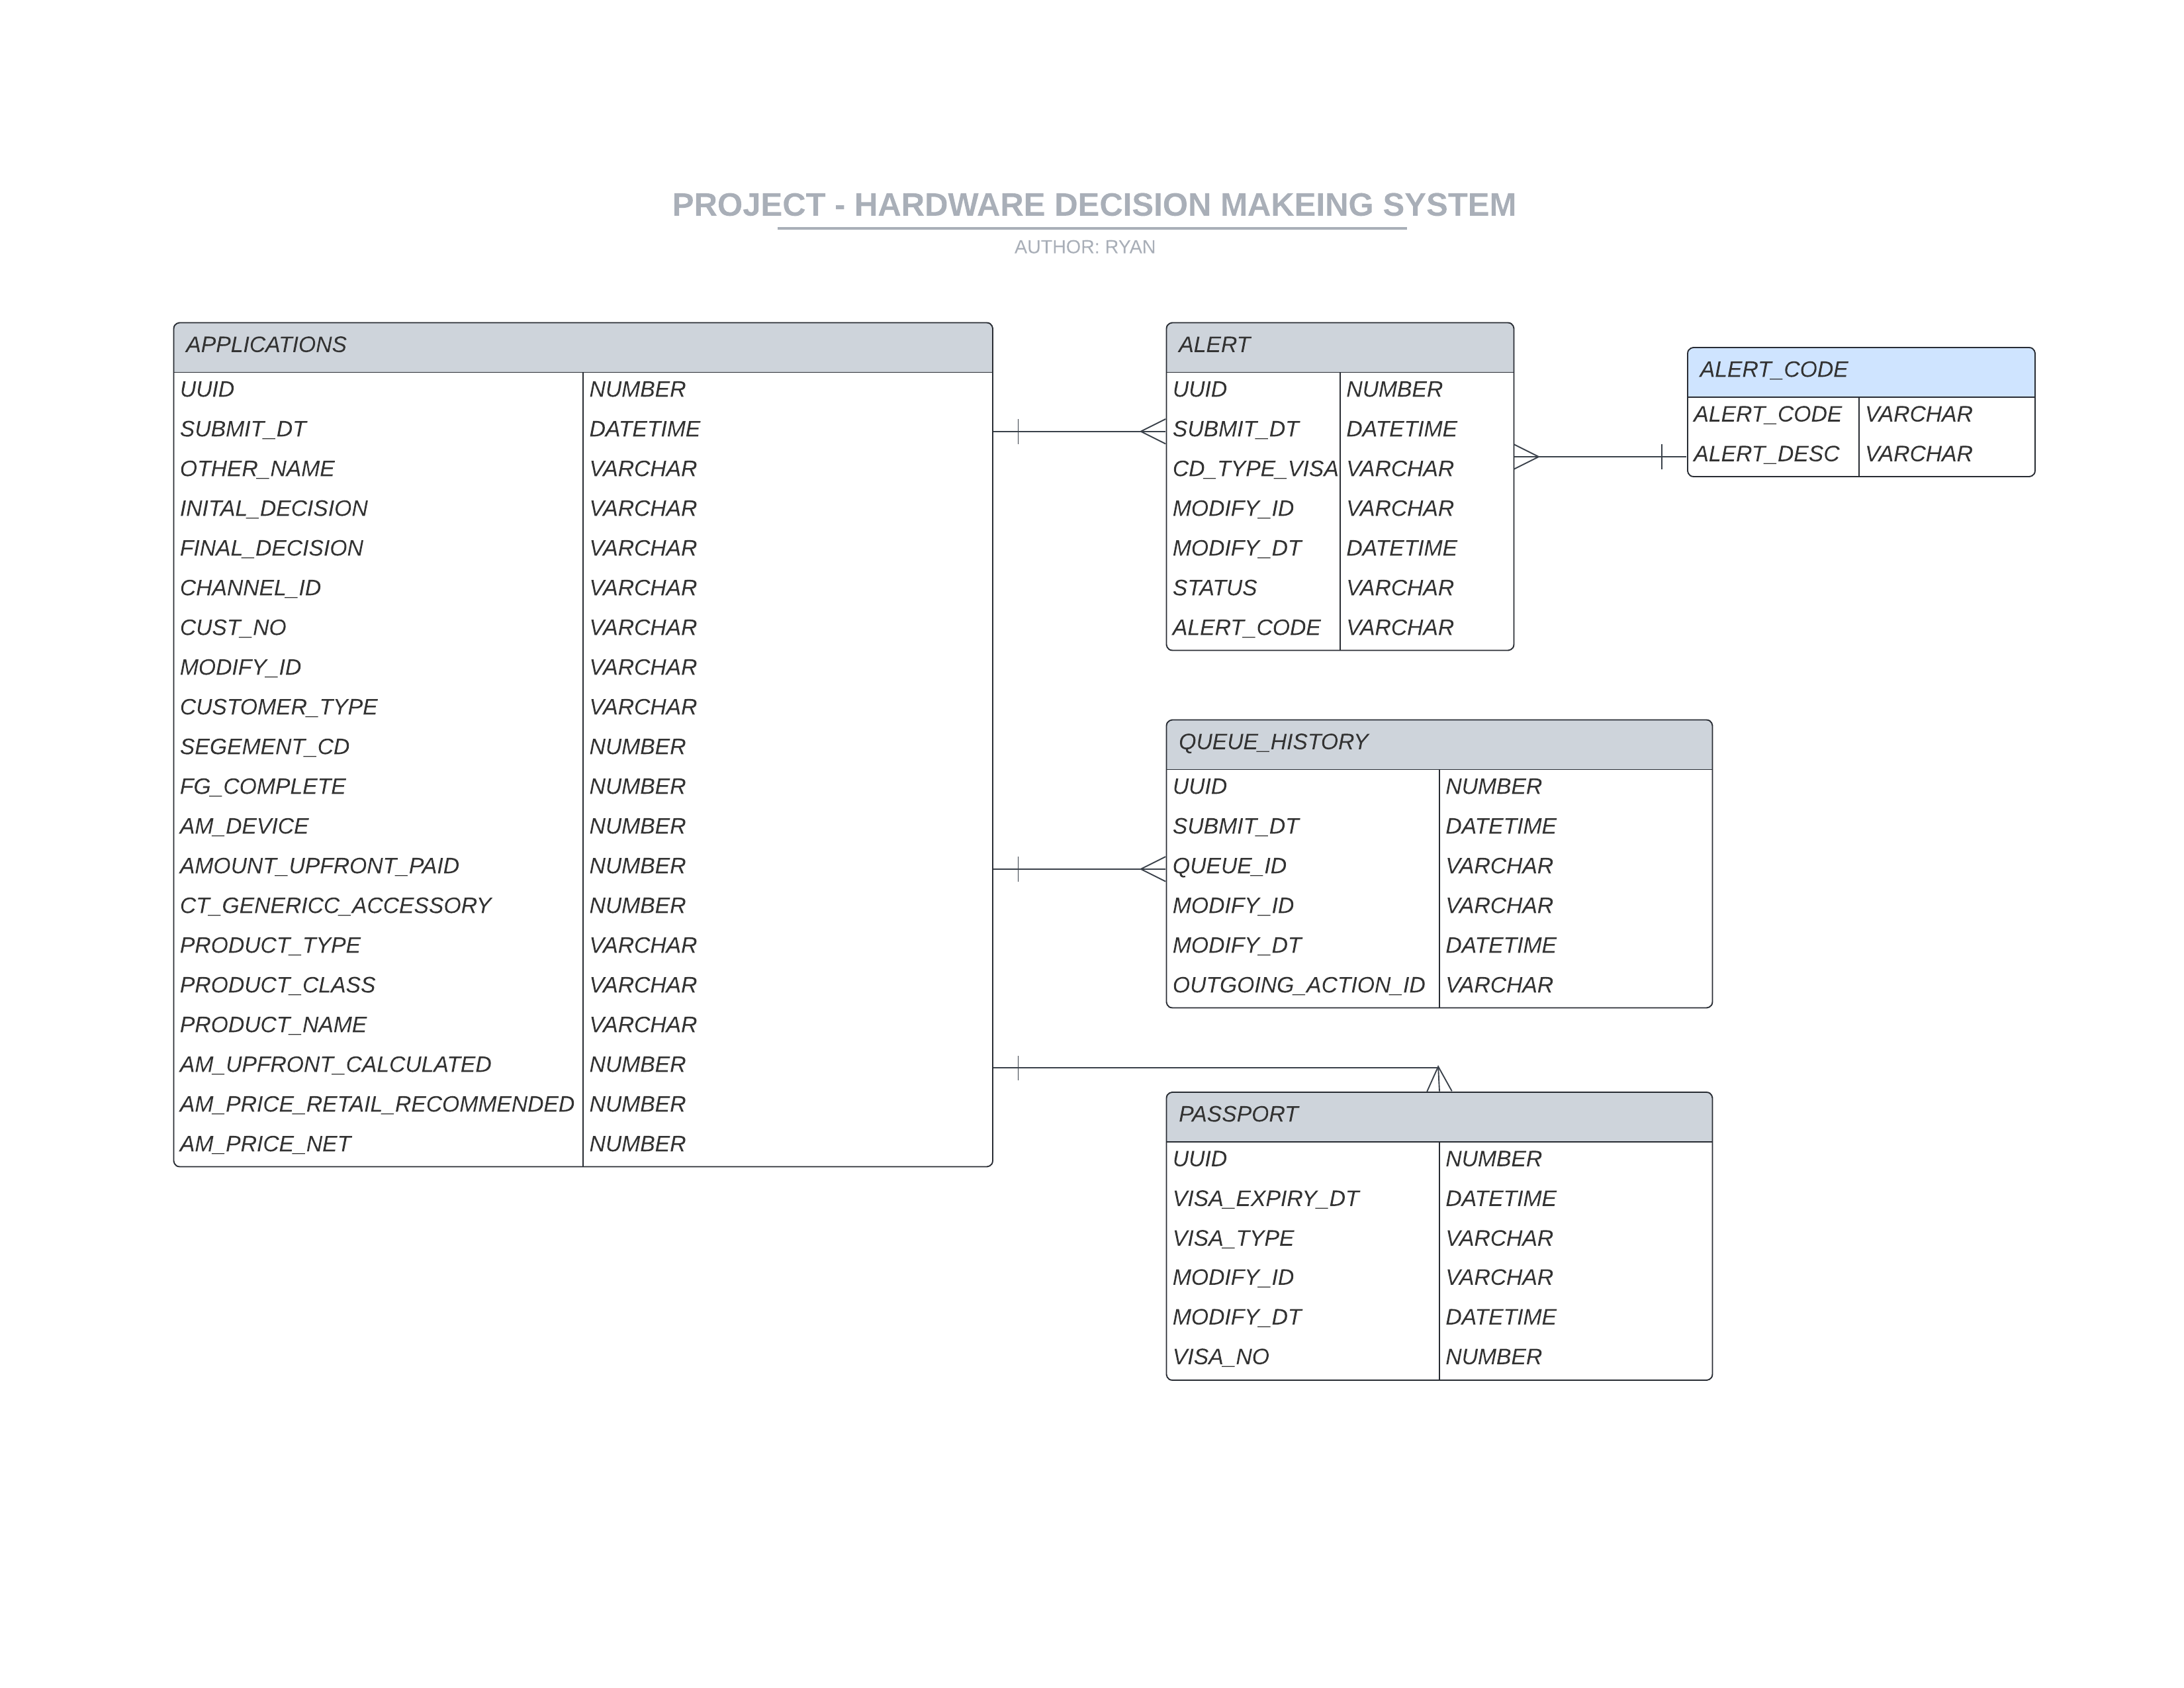 PROJECT - HARDWARE DECISION MAKEING SYSTEM
AUTHOR: RYAN
APPLICATIONS
UUID NUMBER
SUBMIT_DT DATETIME
OTHER_NAME VARCHAR
INITAL_DECISION VARCHAR
FINAL_DECISION VARCHAR
CHANNEL_ID VARCHAR
CUST_NO VARCHAR
MODIFY_ID VARCHAR
CUSTOMER_TYPE VARCHAR
SEGEMENT_CD NUMBER
FG_COMPLETE NUMBER
AM_DEVICE NUMBER
AMOUNT_UPFRONT_PAID NUMBER
CT_GENERICC_ACCESSORY NUMBER
PRODUCT_TYPE VARCHAR
PRODUCT_CLASS VARCHAR
PRODUCT_NAME VARCHAR
AM_UPFRONT_CALCULATED NUMBER
AM_PRICE_RETAIL_RECOMMENDED NUMBER
AM_PRICE_NET NUMBER
ALERT
UUID NUMBER
SUBMIT_DT DATETIME
CD_TYPE_VISA VARCHAR
MODIFY_ID VARCHAR
MODIFY_DT DATETIME
STATUS VARCHAR
ALERT_CODE VARCHAR
ALERT_CODE
ALERT_CODE VARCHAR
ALERT_DESC VARCHAR
QUEUE_HISTORY
UUID NUMBER
SUBMIT_DT DATETIME
QUEUE_ID VARCHAR
MODIFY_ID VARCHAR
MODIFY_DT DATETIME
OUTGOING_ACTION_ID VARCHAR
PASSPORT
UUID NUMBER
VISA_EXPIRY_DT DATETIME
VISA_TYPE VARCHAR
MODIFY_ID VARCHAR
MODIFY_DT DATETIME
VISA_NO NUMBER